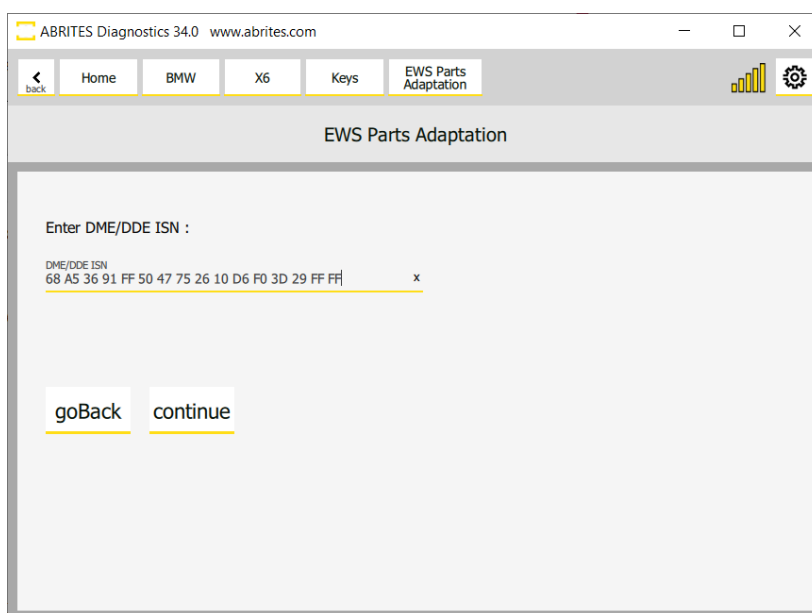 ABRITES Diagnostics 34.0 www.abrites.com
back
Home
BMW
X6
Keys
EWS Parts
Adaptation
EWS Parts Adaptation
Enter DME/DDE ISN :
DME/DDE ISN
68 A5 36 91 FF 50 47 75 26 10 D6 F0 3D 29 FF FF
x
goBack
continue